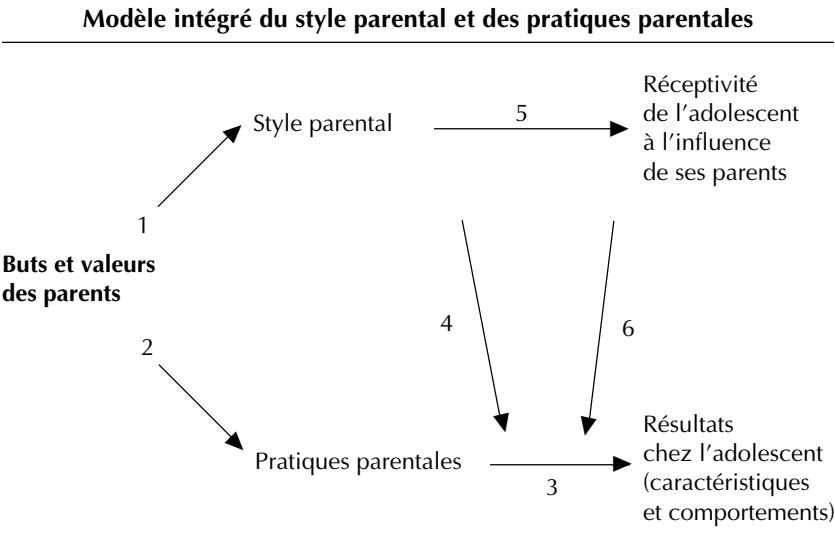 Modèle intégré du style parental et des pratiques parentales
Réceptivité
de l'adolescent
à l'influence
de ses parents
Style parental
5
1
Buts et valeurs
des parents
2
4
6
Résultats
chez l'adolescent
(caractéristiques
et comportements)
Pratiques parentales
3